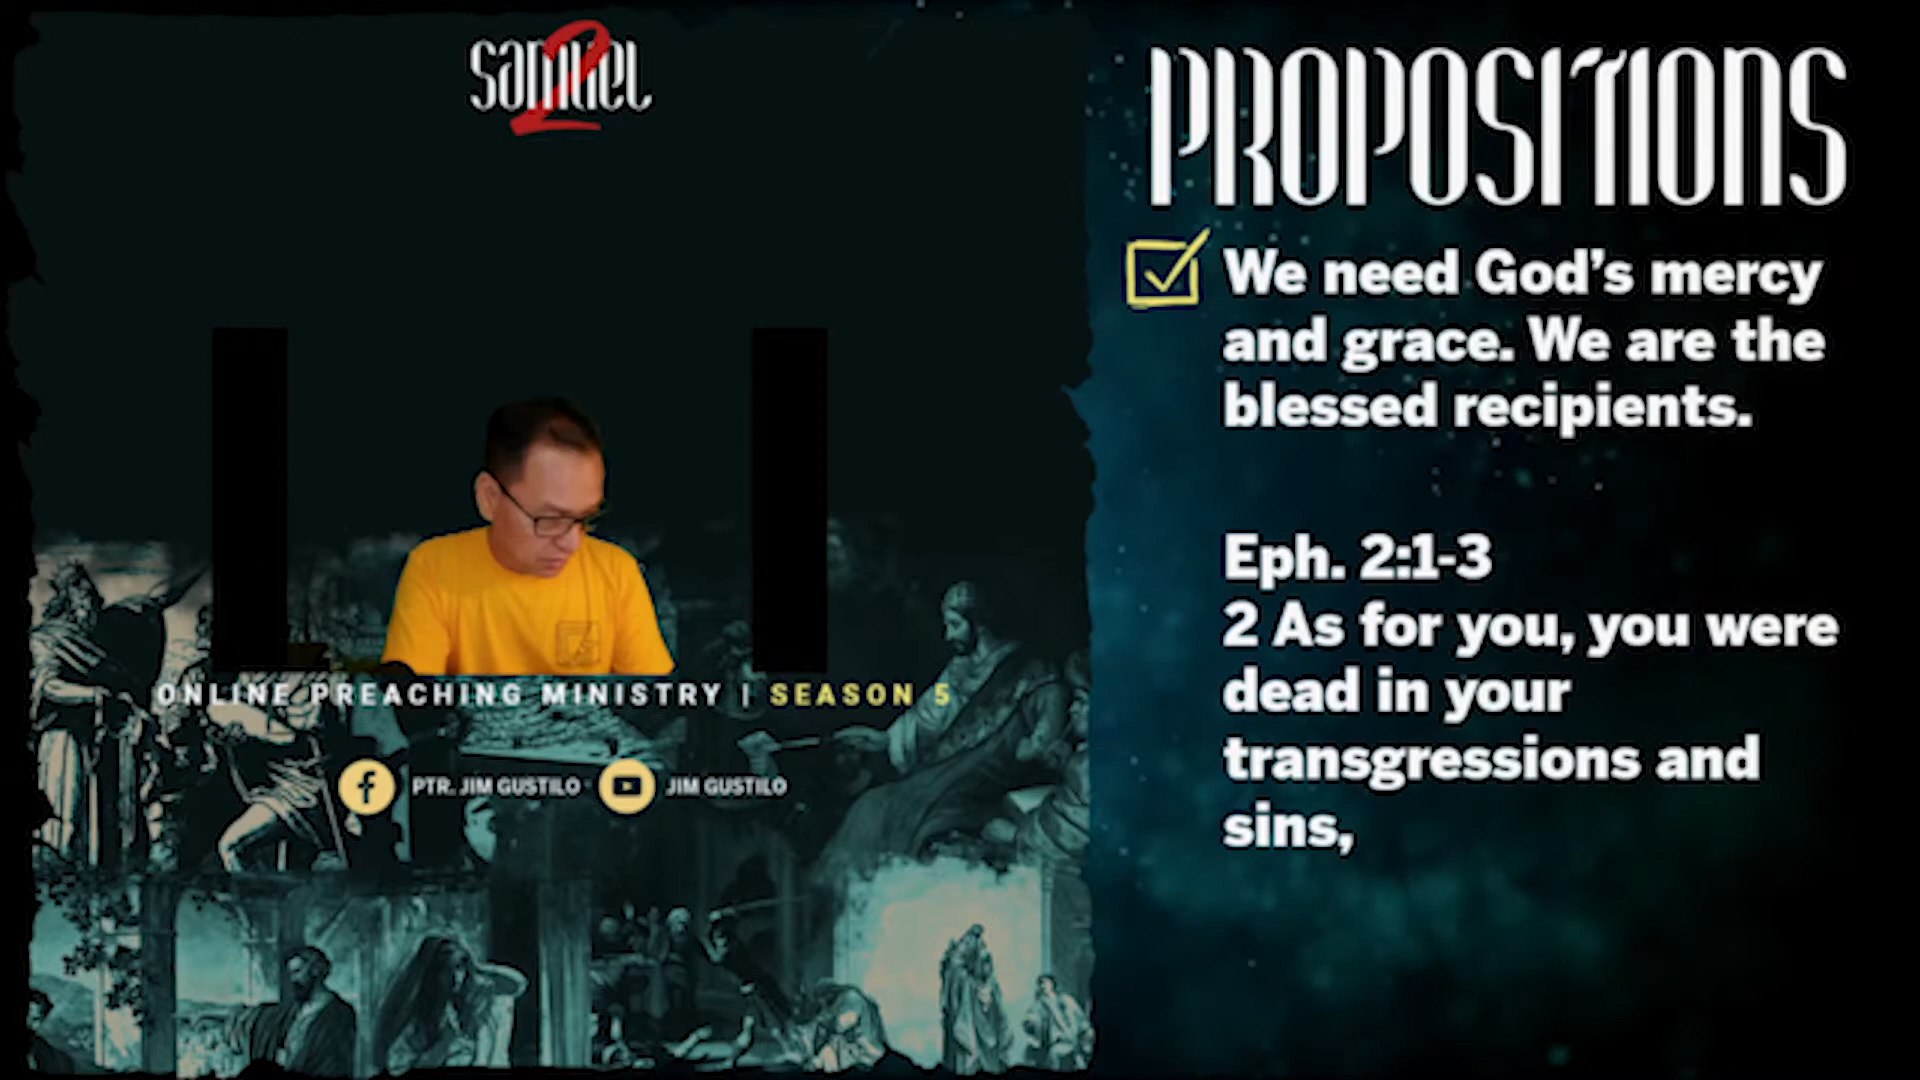 Samuel
2
ONLINE PREACHING MINISTRY | SEASON 5
PTR. JIM GUSTILO
JIM GUSTILO
PROPOSITIONS
We need God’s mercy
and grace. We are the
blessed recipients.
Eph. 2:1-3
2 As for you, you were
dead in your
transgressions and
sins,